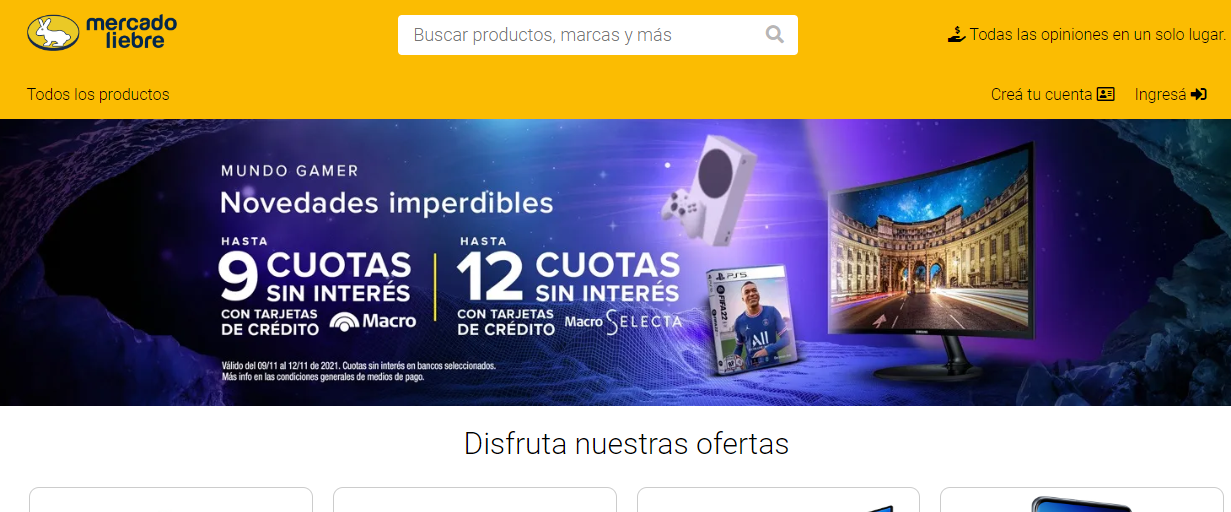 mercado
liebre
Buscar productos, marcas y más
Todas las opiniones en un solo lugar.
Todos los productos
Creá tu cuenta
Ingresá
MUNDO GAMER
Novedades imperdibles
HASTA
9 CUOTAS
SIN INTERÉS
CON TARJETAS
DE CRÉDITO Macro
HASTA
12 CUOTAS
SIN INTERÉS
CON TARJETAS
DE CRÉDITO Macro SELECTA
Válido del 09/11 al 12/11 de 2021. Cuotas sin interés en bancos seleccionados.
Más info en las condiciones generales de medios de pago.
PS5
FIFA 22
ALL
SAMSUNG
Disfruta nuestras ofertas